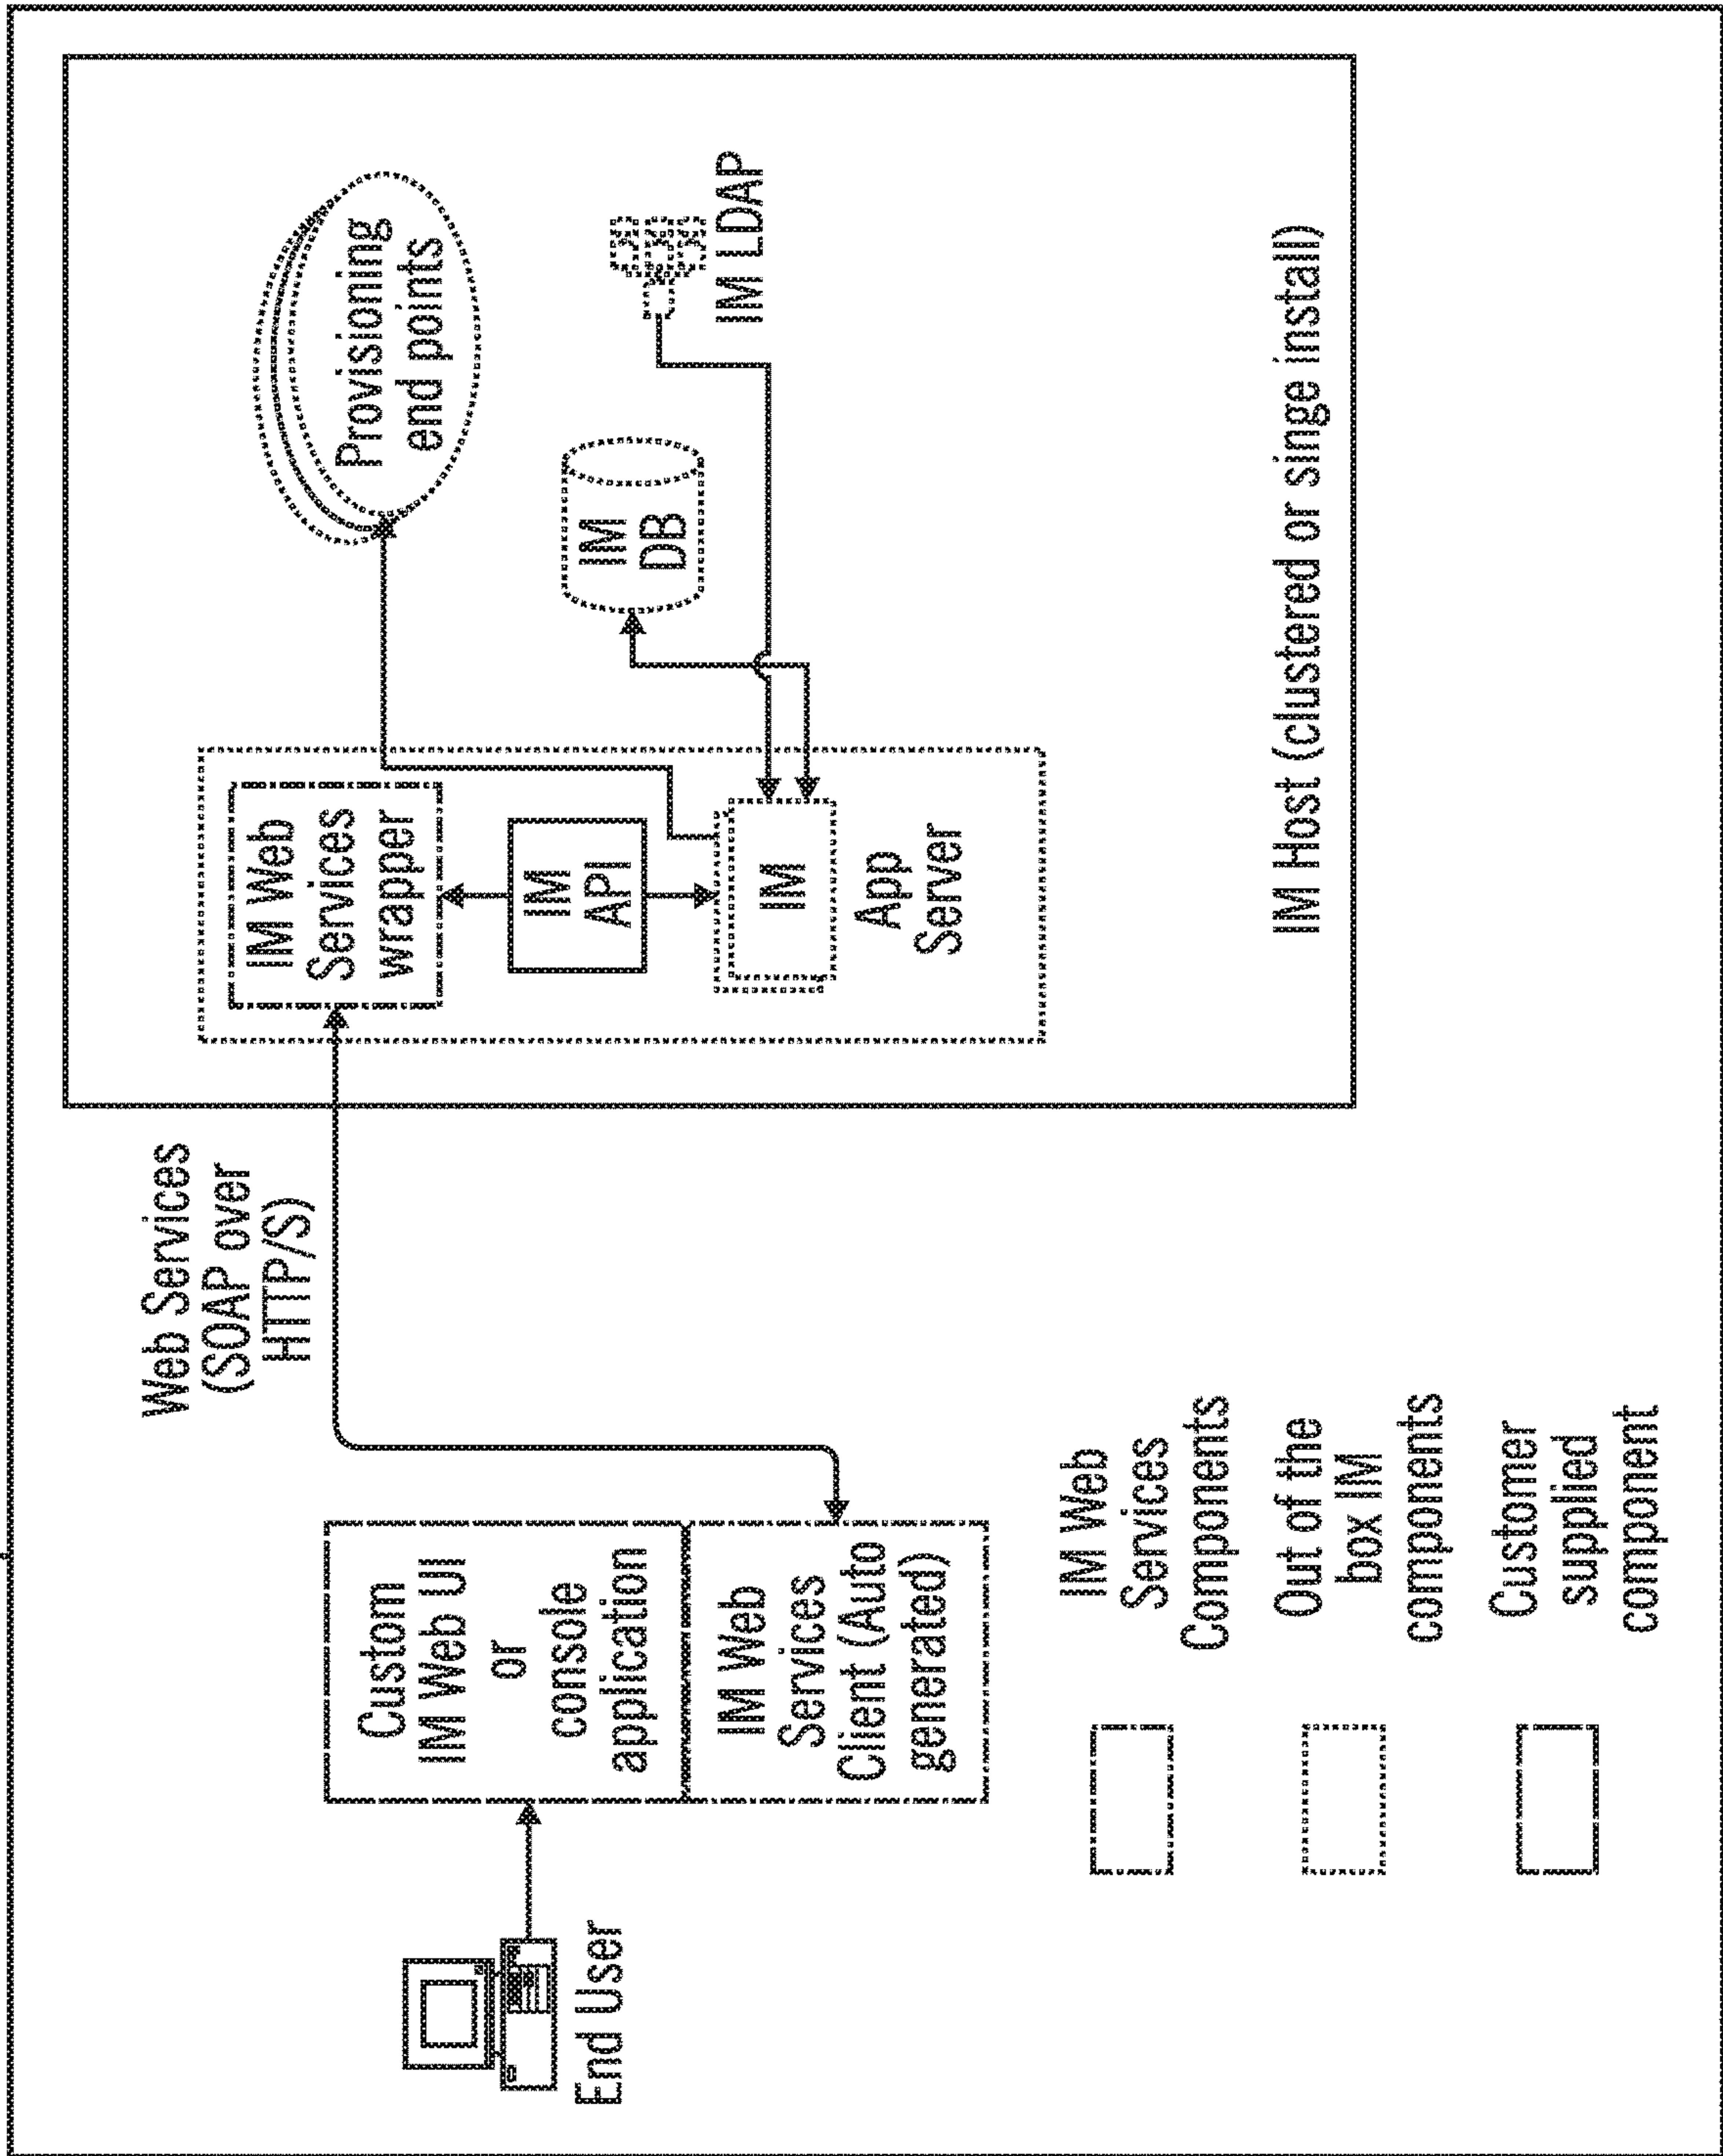 End User
Custom
IM Web UI
or
console
application
IM Web
Services
Client (Auto
generated)
Web Services
(SOAP over
HTTP/S)
IM Web
Services
wrapper
IM
API
IM
App
Server
Provisioning
end points
IM
DB
IM LDAP
IM Host (clustered or singe install)
IM Web
Services
Components
Out of the
box IM
components
Customer
supplied
component